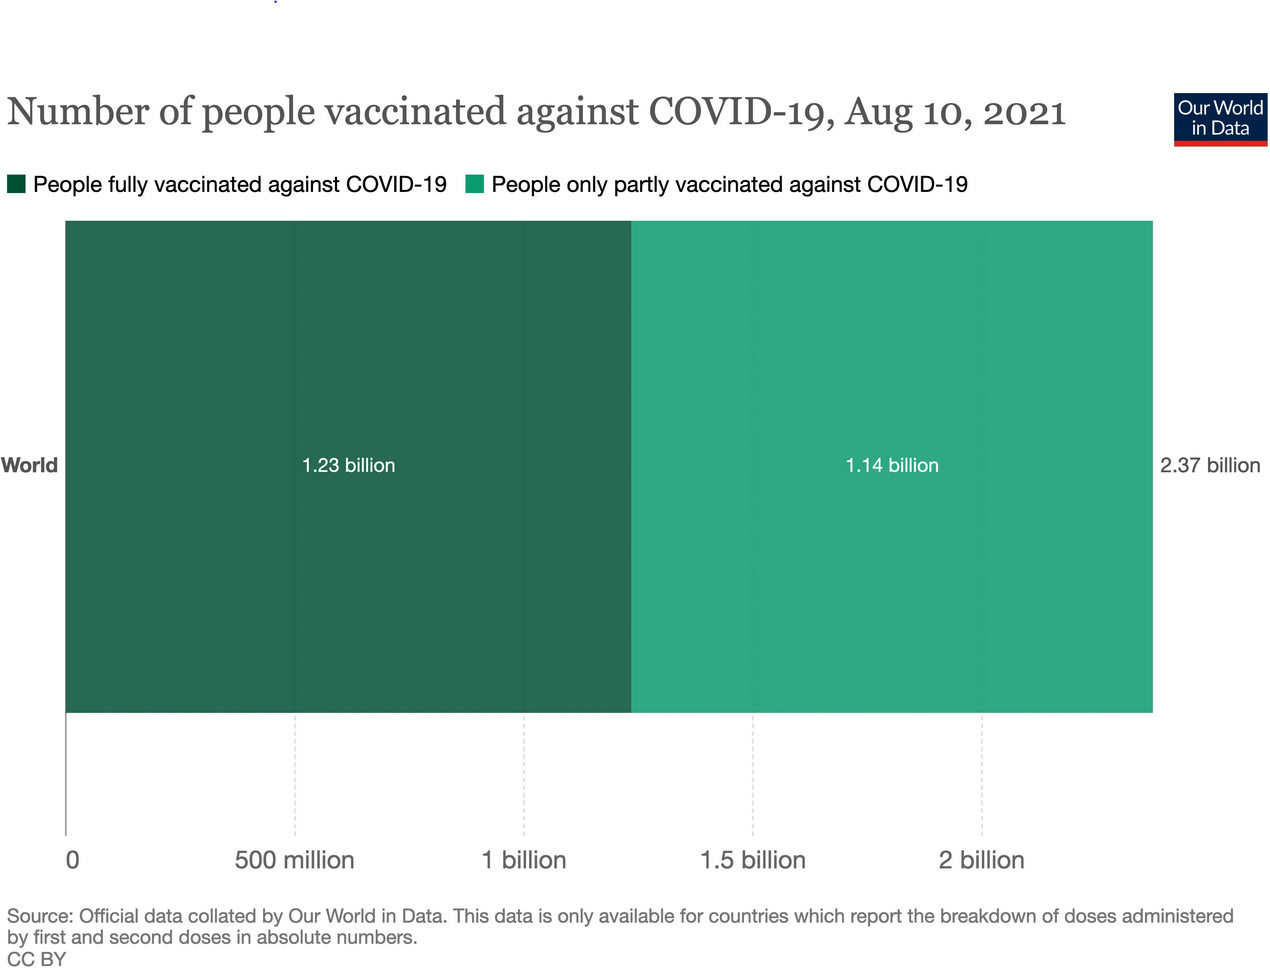 Number of people vaccinated against COVID-19, Aug 10, 2021
Our World
in Data
People fully vaccinated against COVID-19 People only partly vaccinated against COVID-19
World 1.23 billion 1.14 billion 2.37 billion
0 500 million 1 billion 1.5 billion 2 billion
Source: Official data collated by Our World in Data. This data is only available for countries which report the breakdown of doses administered
by first and second doses in absolute numbers.
CC BY